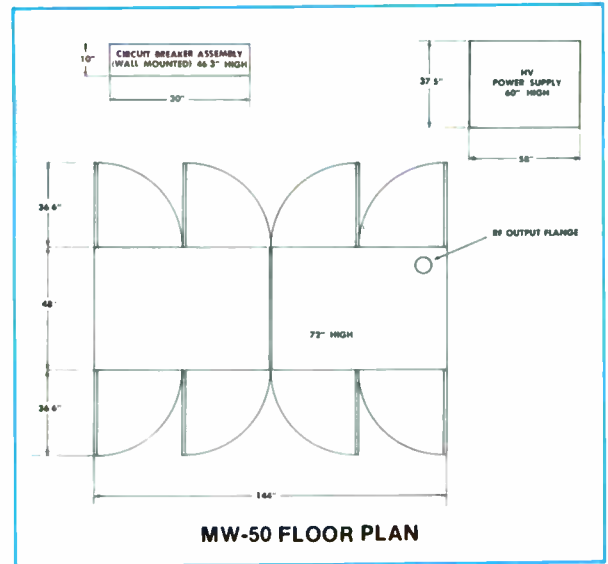 10"
CIRCUIT BREAKER ASSEMBLY
(WALL MOUNTED) 46 3" HIGH
30"
37 5"
HV
POWER SUPPLY
60" HIGH
50"
36 6"
RF OUTPUT FLANGE
48"
72" HIGH
36 6"
144"
MW-50 FLOOR PLAN